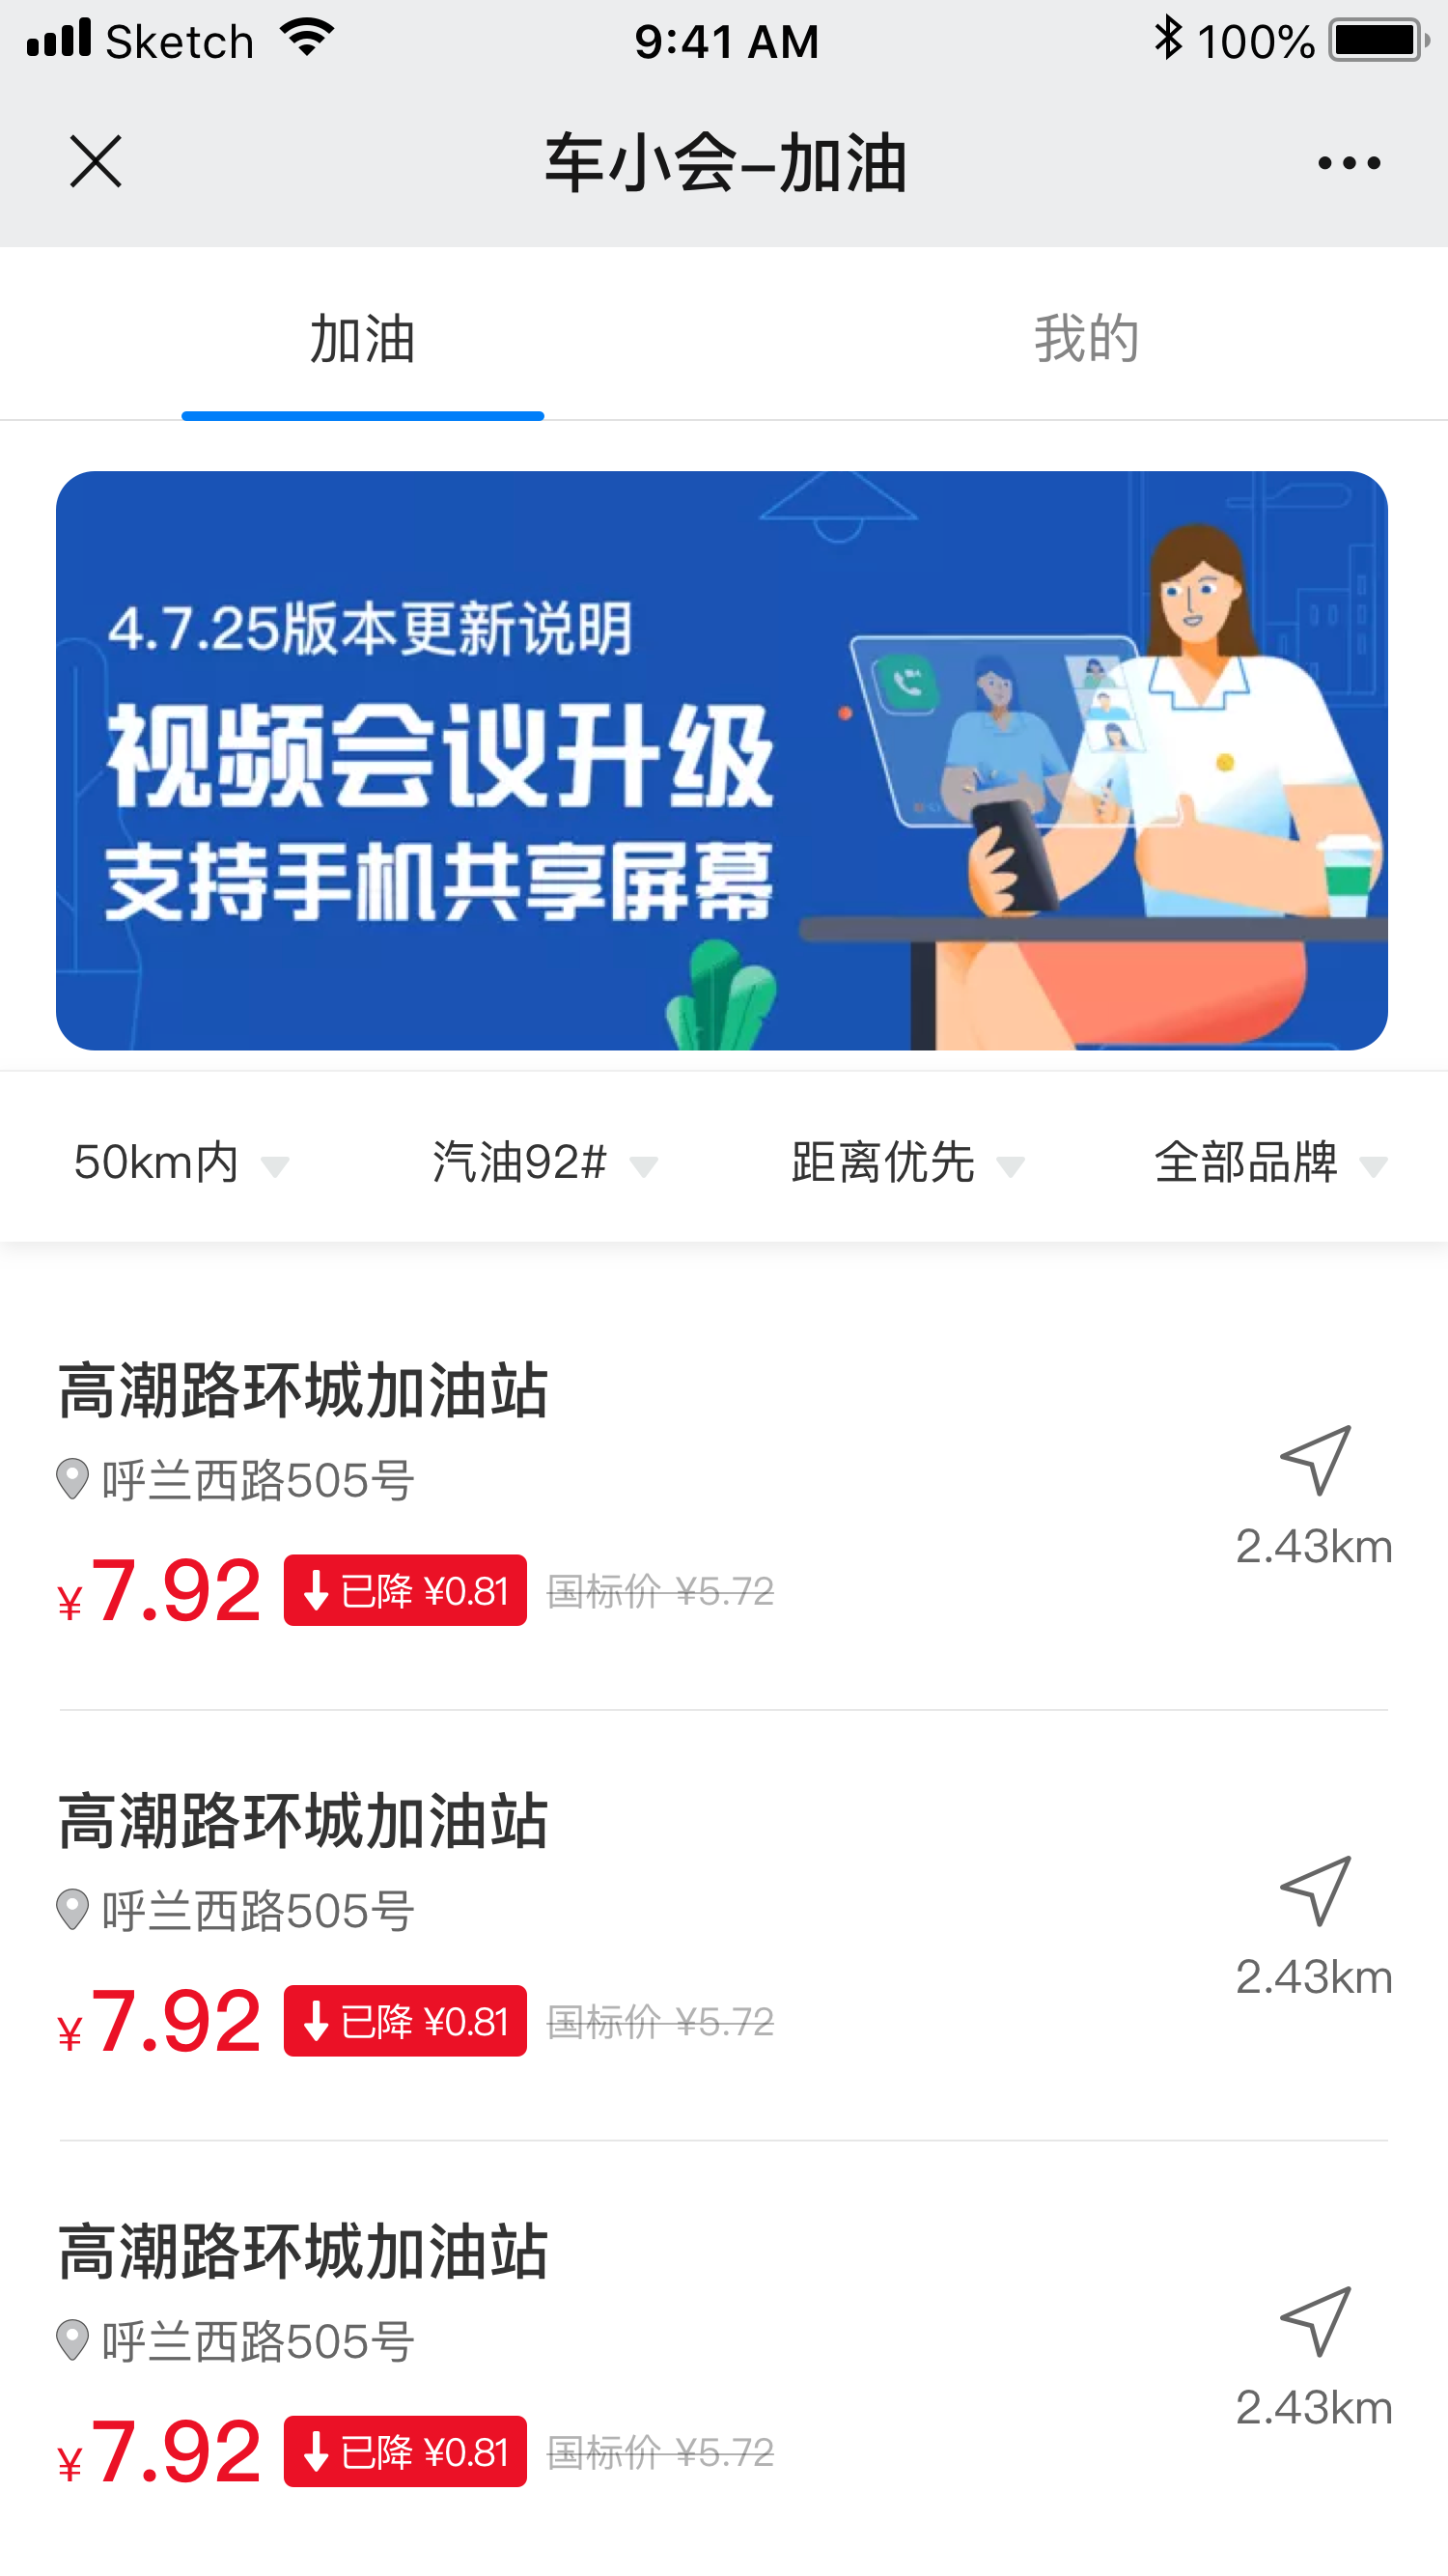 Sketch 9:41 AM 100%
车小会–加油
加油 我的
4.7.25版本更新说明
视频会议升级
支持手机共享屏幕
50km内 汽油92# 距离优先 全部品牌
高潮路环城加油站
呼兰西路505号
2.43km
¥7.92 已降 ¥0.81 国标价 ¥5.72
高潮路环城加油站
呼兰西路505号
2.43km
¥7.92 已降 ¥0.81 国标价 ¥5.72
高潮路环城加油站
呼兰西路505号
2.43km
¥7.92 已降 ¥0.81 国标价 ¥5.72